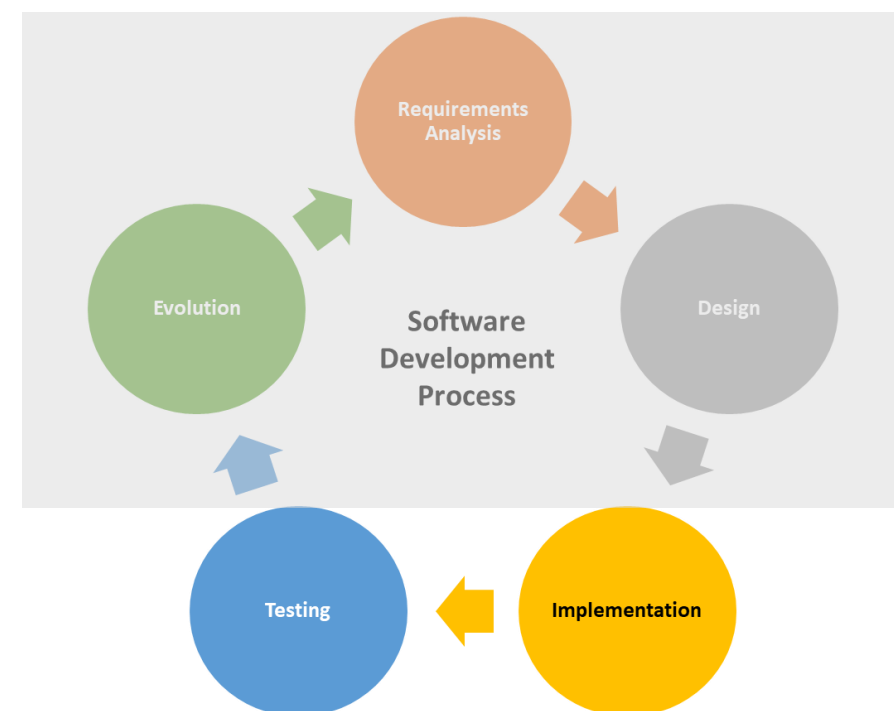 Requirements
Analysis
Evolution
Design
Software
Development
Process
Testing
Implementation